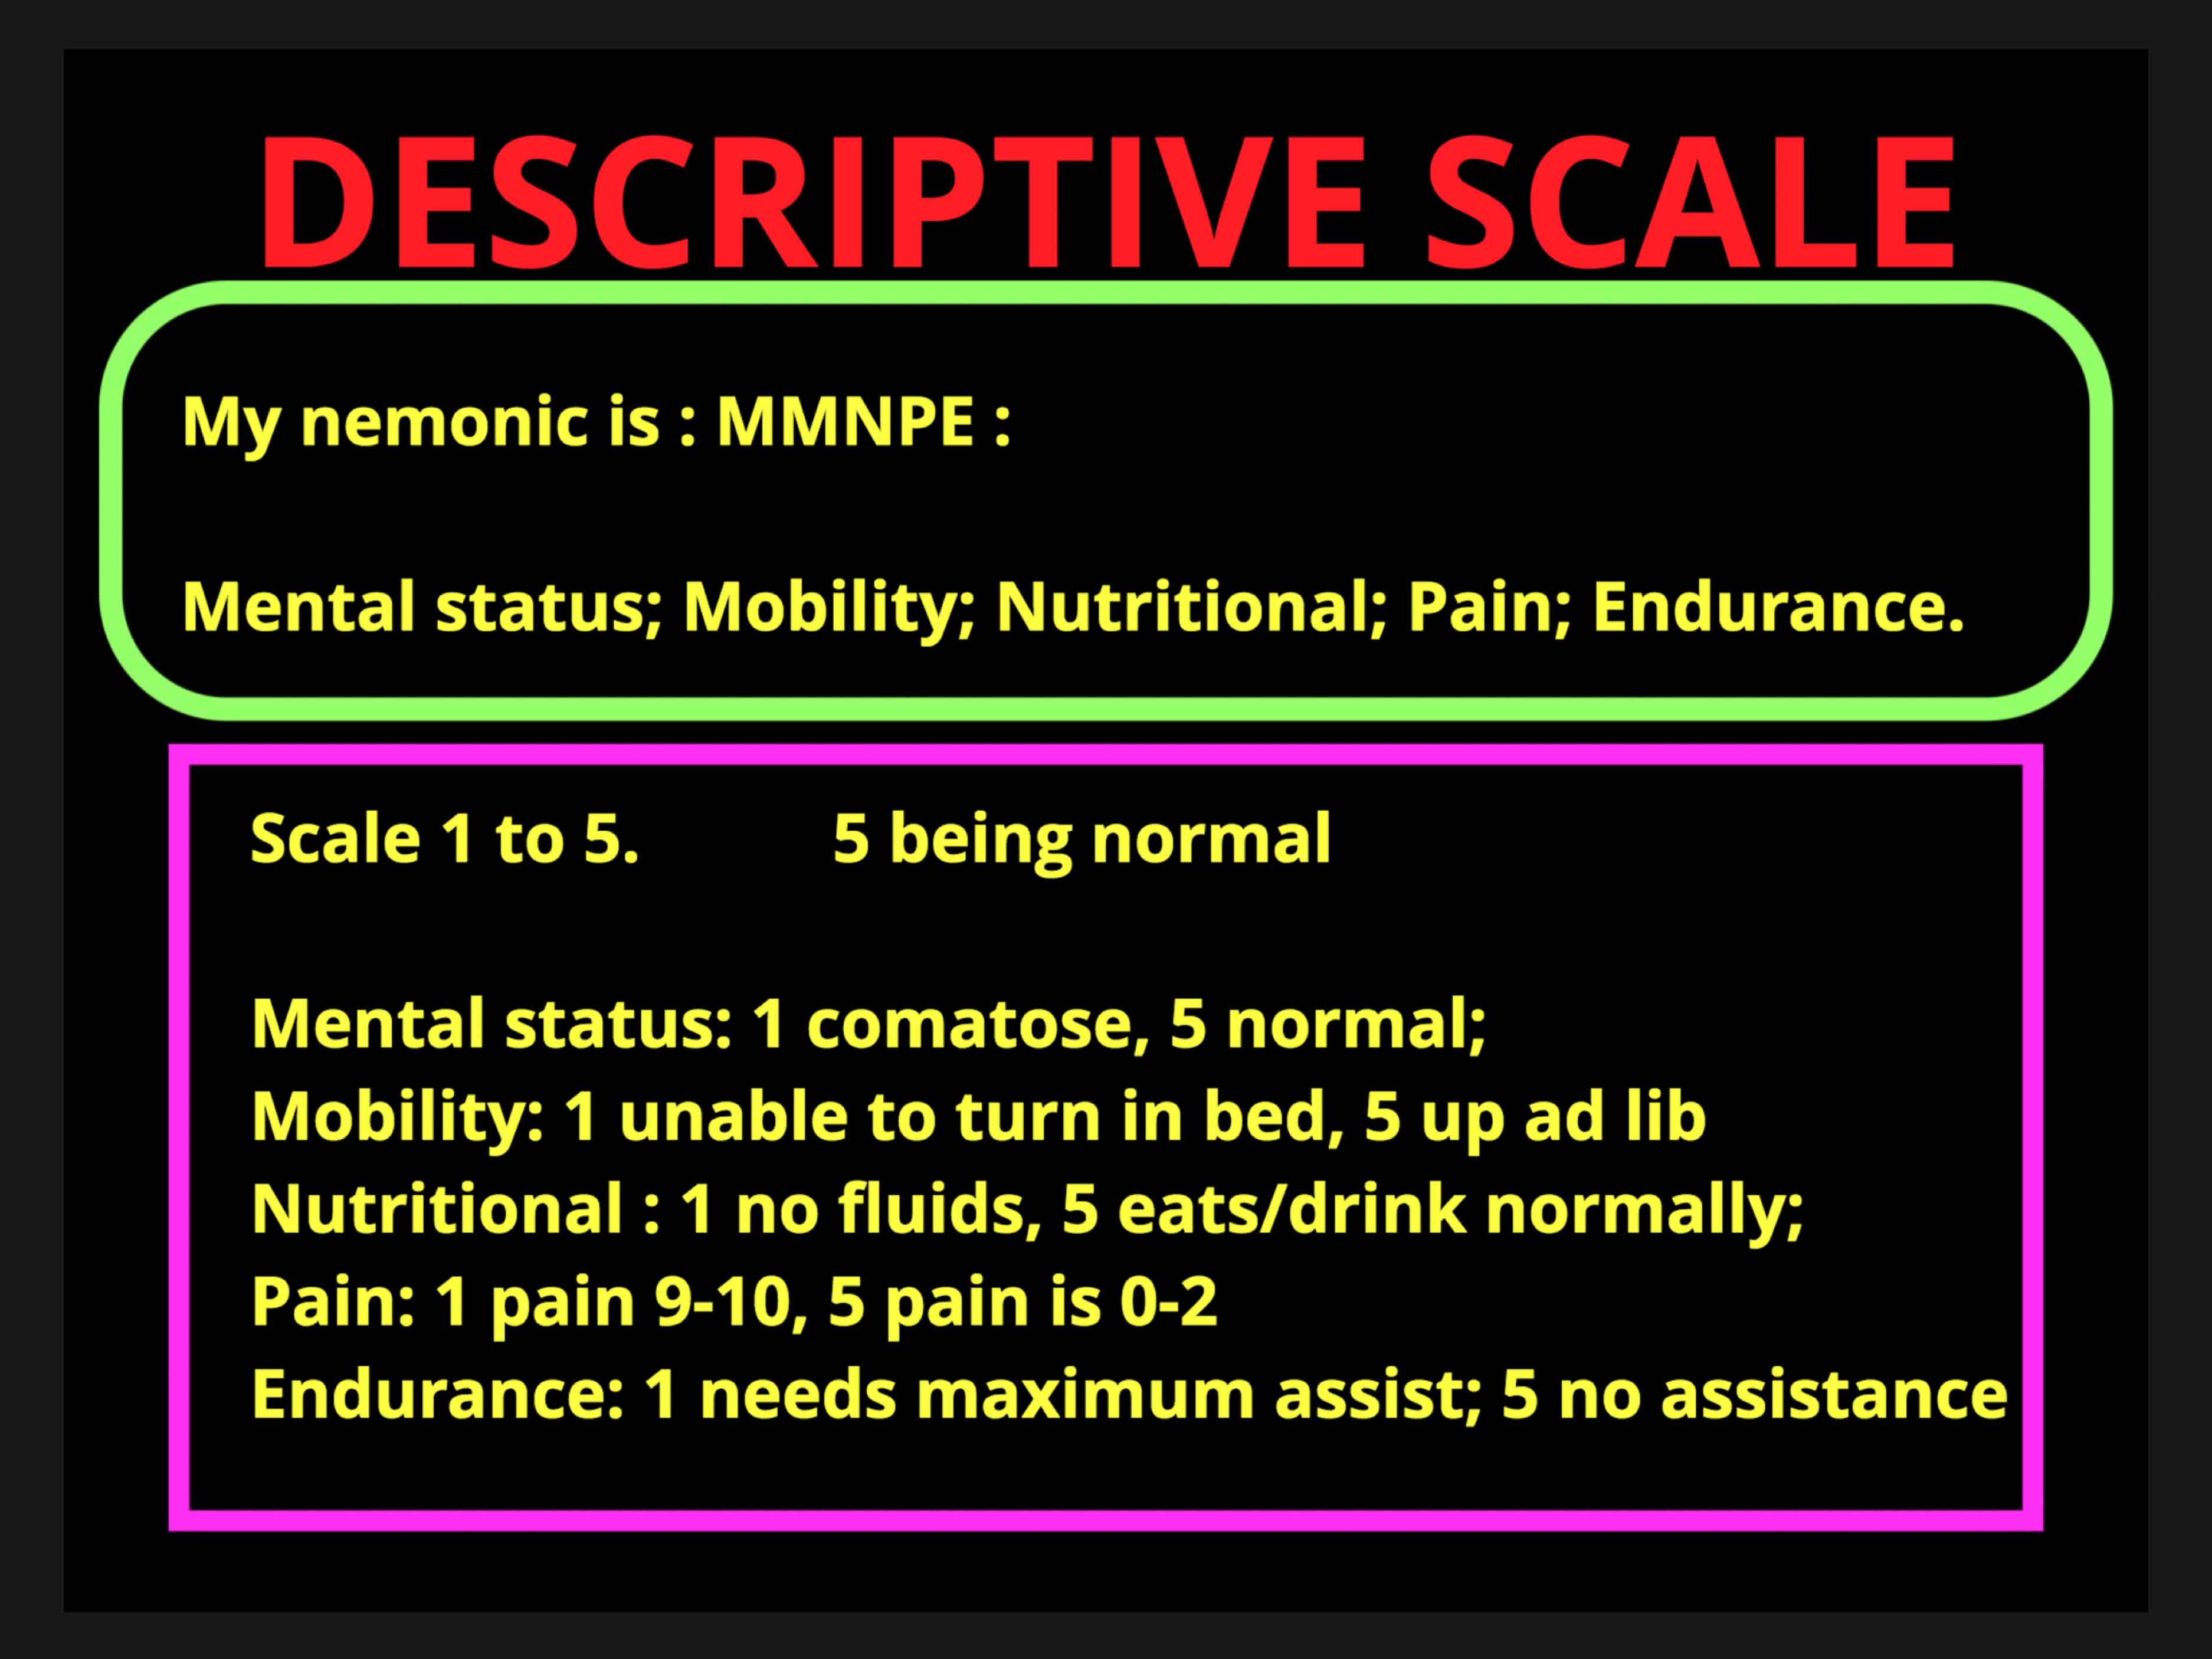 DESCRIPTIVE SCALE
My nemonic is : MMNPE :
Mental status; Mobility; Nutritional; Pain; Endurance.
Scale 1 to 5. 5 being normal
Mental status: 1 comatose, 5 normal;
Mobility: 1 unable to turn in bed, 5 up ad lib
Nutritional : 1 no fluids, 5 eats/drink normally;
Pain: 1 pain 9-10, 5 pain is 0-2
Endurance: 1 needs maximum assist; 5 no assistance